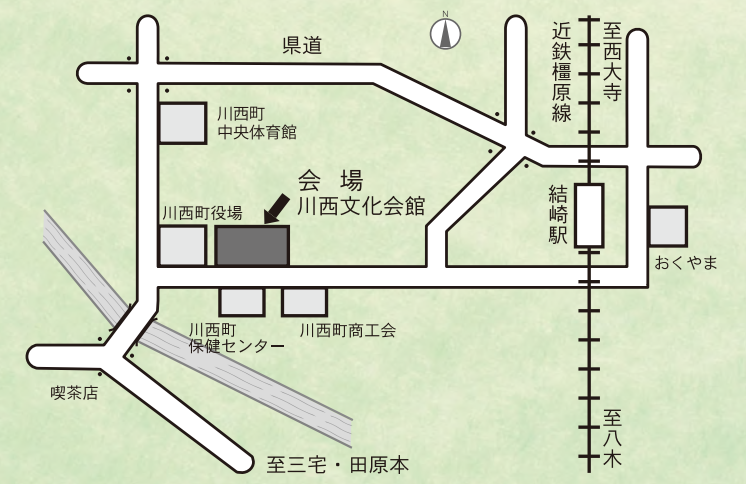 N
県道
近鉄橿原線
至西大寺
川西町
中央体育館
会 場
川西文化会館
川西町役場
結崎駅
おくやま
川西町
保健センター
川西町商工会
喫茶店
至三宅・田原本
至八木